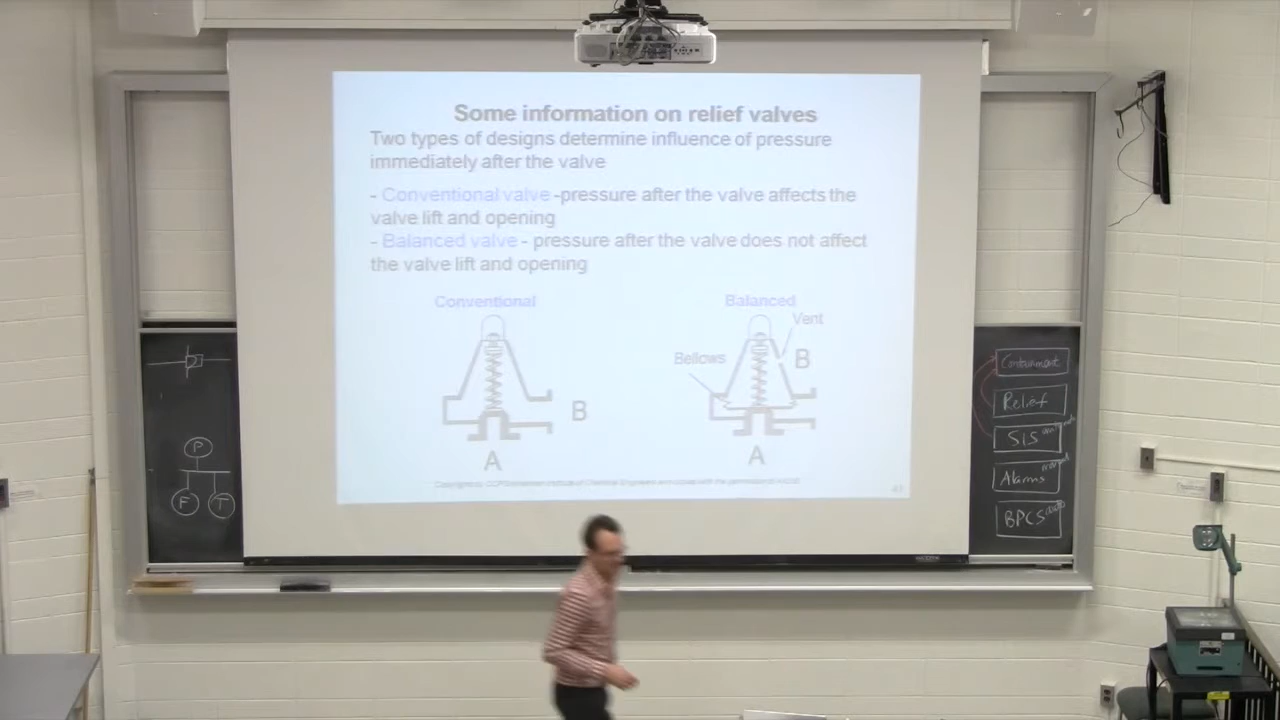 Some information on relief valves
Two types of designs determine influence of pressure
immediately after the valve
- Conventional valve -pressure after the valve affects the
valve lift and opening
- Balanced valve - pressure after the valve does not affect
the valve lift and opening
Conventional
Balanced
Vent
Bellows
B
B
A
A
P
F
T
Containment
Relief
SIS
Alarms
BPCS